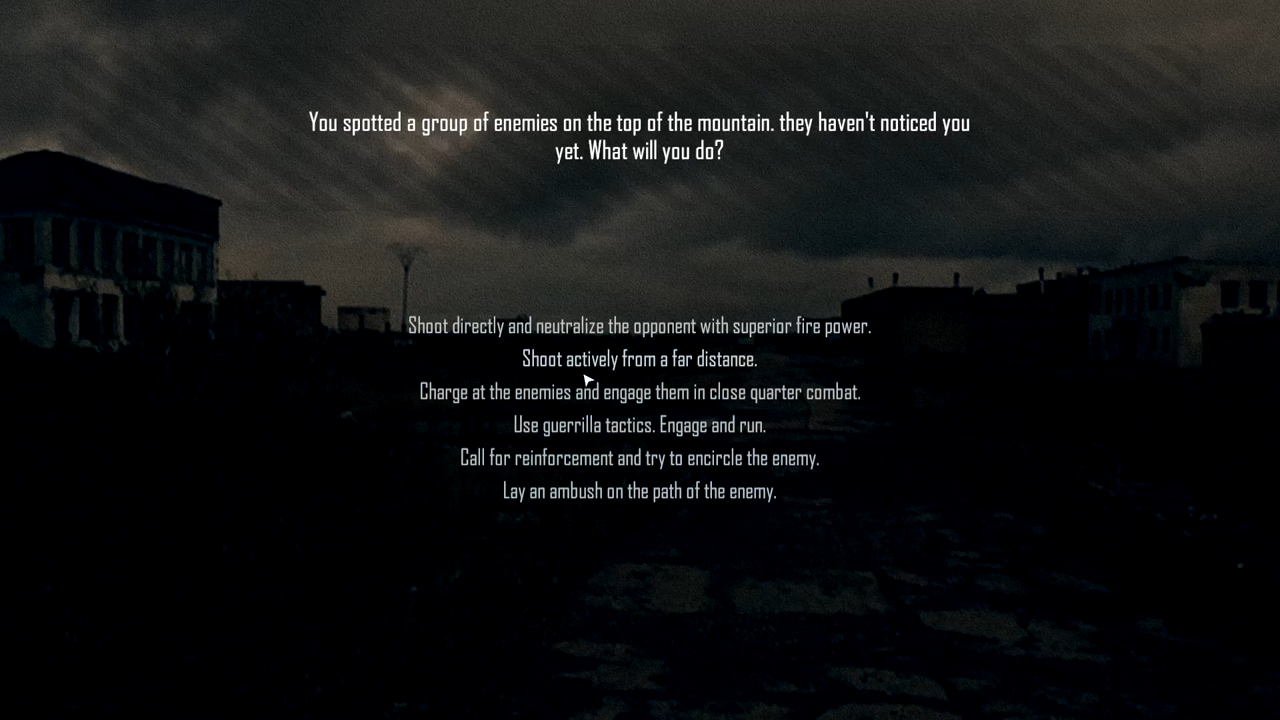 You spotted a group of enemies on the top of the mountain. they haven't noticed you
yet. What will you do?
Shoot directly and neutralize the opponent with superior fire power.
Shoot actively from a far distance.
Charge at the enemies and engage them in close quarter combat.
Use guerrilla tactics. Engage and run.
Call for reinforcement and try to encircle the enemy.
Lay an ambush on the path of the enemy.